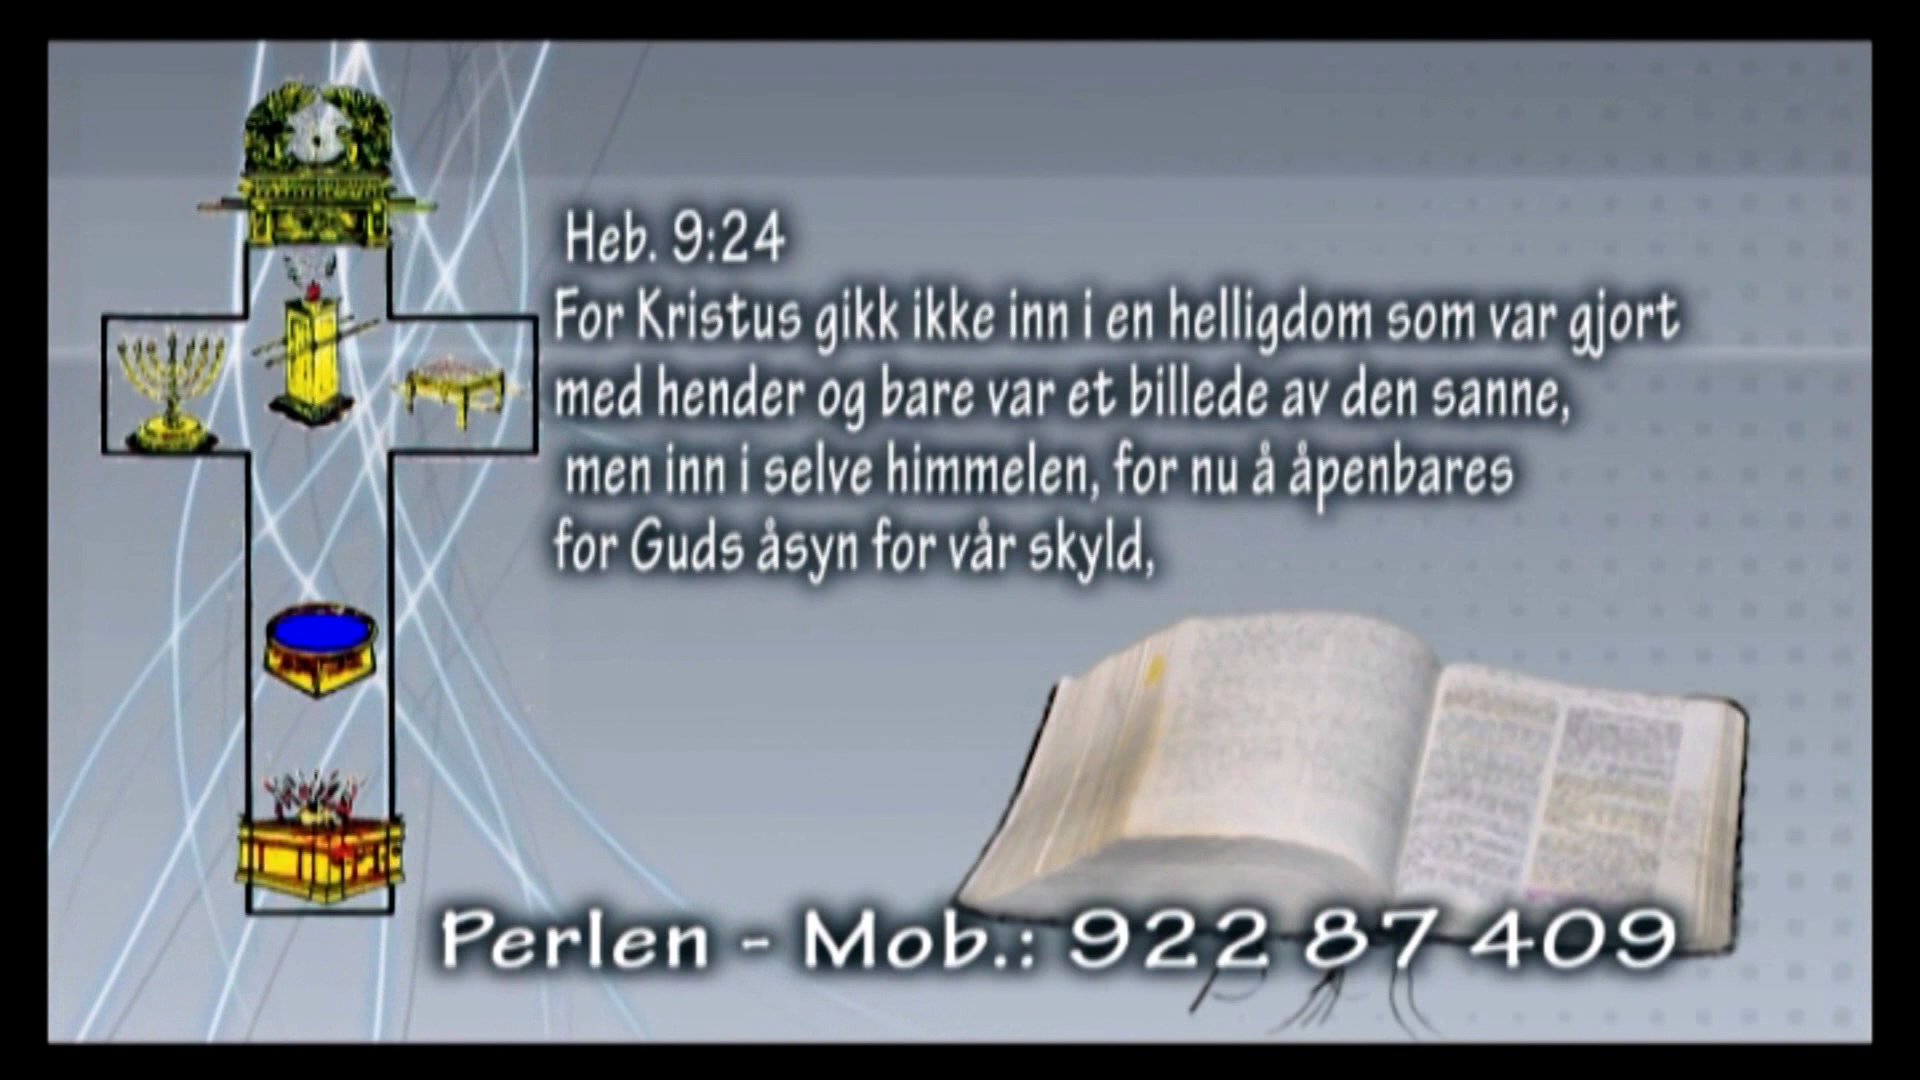 Heb. 9:24
For Kristus gikk ikke inn i en helligdom som var gjort
med hender og bare var et billede av den sanne,
men inn i selve himmelen, for nu å åpenbares
for Guds åsyn for vår skyld,
Perlen - Mob.: 922 87 409